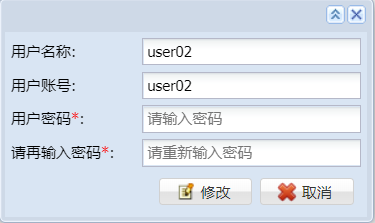 用户名称: user02
用户账号: user02
用户密码*: 请输入密码
请再输入密码*: 请重新输入密码
修改 取消